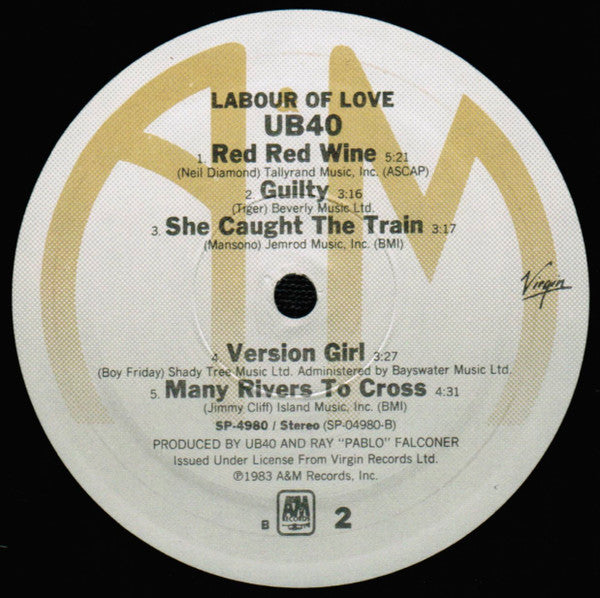 LABOUR OF LOVE
UB40
1. Red Red Wine 5:21
(Neil Diamond) Tallyrand Music, Inc. (ASCAP)
2. Guilty 3:16
(Tiger) Beverly Music Ltd.
3. She Caught The Train 3:17
(Mansono) Jemrod Music, Inc. (BMI)
Virgin
4. Version Girl 3:27
(Boy Friday) Shady Tree Music Ltd. Administered by Bayswater Music Ltd.
5. Many Rivers To Cross 4:31
(Jimmy Cliff) Island Music, Inc. (BMI)
SP-4980 / Stereo (SP-04980-B)
PRODUCED BY UB40 AND RAY "PABLO" FALCONER
Issued Under License From Virgin Records Ltd.
℗1983 A&M Records, Inc.
B A&M RECORDS 2